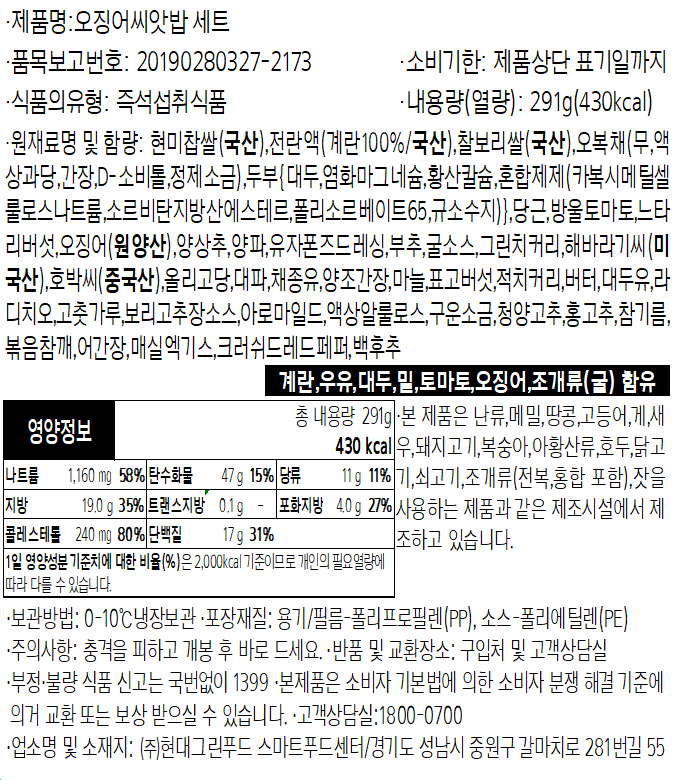 ·제품명:오징어씨앗밥 세트
·품목보고번호: 20190280327-2173 ·소비기한: 제품상단 표기일까지
·식품의유형: 즉석섭취식품 ·내용량(열량): 291g(430kcal)
·원재료명 및 함량: 현미찹쌀(국산),전란액(계란100%/국산),찰보리쌀(국산),오복채(무,액
상과당,간장,D-소비톨,정제소금),두부{대두,염화마그네슘,황산칼슘,혼합제제(카복시메틸셀
룰로스나트륨,소르비탄지방산에스테르,폴리소르베이트65,규소수지)},당근,방울토마토,느타
리버섯,오징어(원양산),양상추,양파,유자폰즈드레싱,부추,굴소스,그린치커리,해바라기씨(미
국산),호박씨(중국산),올리고당,대파,채종유,양조간장,마늘,표고버섯,적치커리,버터,대두유,라
디치오,고춧가루,보리고추장소스,아로마일드,액상알룰로스,구운소금,청양고추,홍고추,참기름,
볶음참깨,어간장,매실엑기스,크러쉬드레드페퍼,백후추
계란,우유,대두,밀,토마토,오징어,조개류(굴) 함유
영양정보
총 내용량 291g
430 kcal
나트륨 1,160 mg 58% 탄수화물 47 g 15% 당류 11 g 11%
지방 19.0 g 35% 트랜스지방 0.1 g - 포화지방 4.0 g 27%
콜레스테롤 240 mg 80% 단백질 17 g 31%
1일 영양성분 기준치에 대한 비율(%)은 2,000kcal 기준이므로 개인의 필요열량에
따라 다를 수 있습니다.
·본 제품은 난류,메밀,땅콩,고등어,게,새
우,돼지고기,복숭아,아황산류,호두,닭고
기,쇠고기,조개류(전복,홍합 포함),잣을
사용하는 제품과 같은 제조시설에서 제
조하고 있습니다.
·보관방법: 0-10℃냉장보관 ·포장재질: 용기/필름-폴리프로필렌(PP), 소스-폴리에틸렌(PE)
·주의사항: 충격을 피하고 개봉 후 바로 드세요. ·반품 및 교환장소: 구입처 및 고객상담실
·부정·불량 식품 신고는 국번없이 1399 ·본제품은 소비자 기본법에 의한 소비자 분쟁 해결 기준에
의거 교환 또는 보상 받으실 수 있습니다. ·고객상담실:1800-0700
·업소명 및 소재지: (주)현대그린푸드 스마트푸드센터/경기도 성남시 중원구 갈마치로 281번길 55